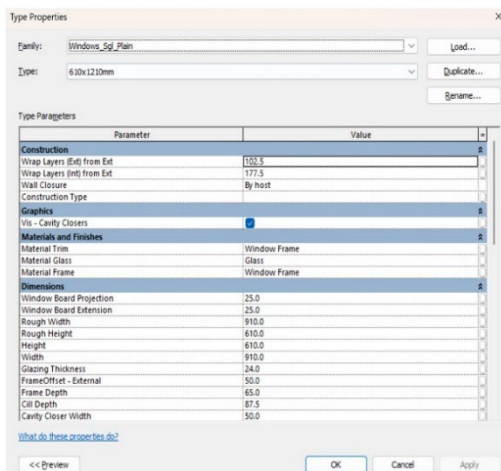 Type Properties X
Family: Windows_Sgl_Plain Load...
Type: 610x1210mm Duplicate...
Rename...
Type Parameters
Parameter Value =
Construction
Wrap Layers (Ext) from Ext 102.5
Wrap Layers (Int) from Ext 177.5
Wall Closure By host
Construction Type
Graphics
Vis - Cavity Closers
Materials and Finishes
Material Trim Window Frame
Material Glass Glass
Material Frame Window Frame
Dimensions
Window Board Projection 25.0
Window Board Extension 25.0
Rough Width 910.0
Rough Height 610.0
Height 610.0
Width 910.0
Glazing Thickness 24.0
FrameOffset - External 50.0
Frame Depth 65.0
Cill Depth 87.5
Cavity Closer Width 50.0
What do these properties do?
<< Preview OK Cancel Apply